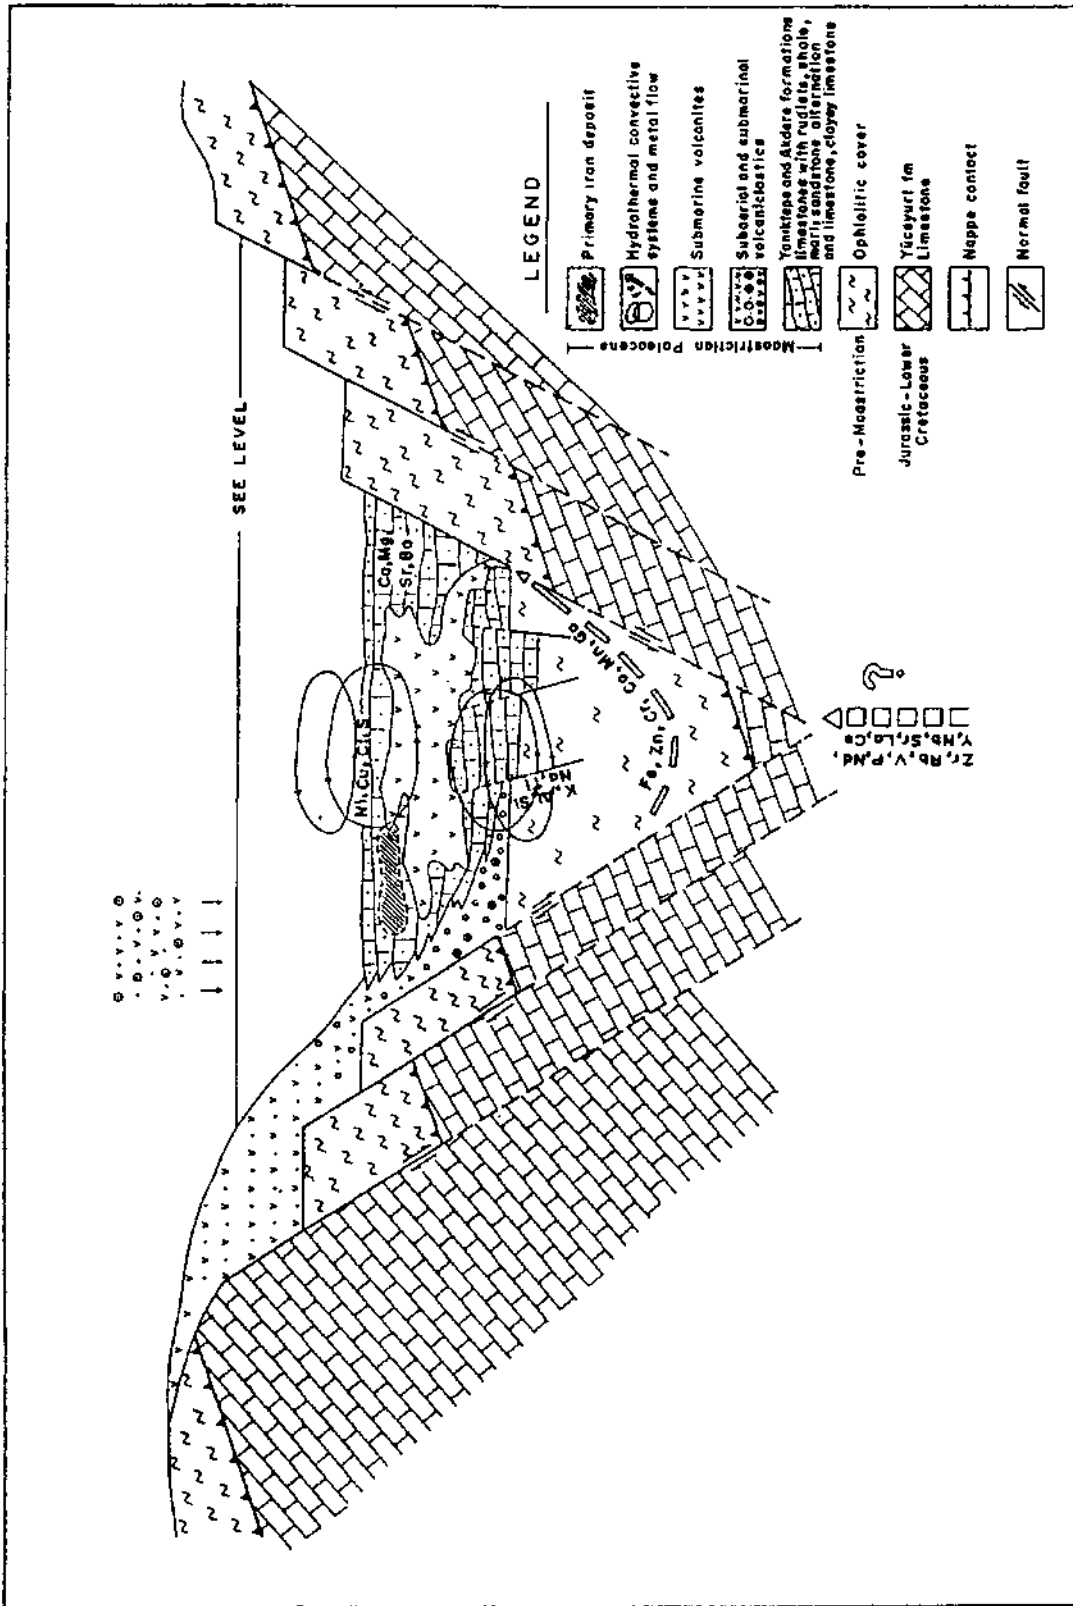 SEE LEVEL
Ca,Mg
Sr,Ba
Ni,Cu,Cl,S
K,Al,Si
Na,Ti
Fe, Zn, Cr, Co, Mn, Ga
Zr, Rb, V, P, Nd,
Y, Nb, Sr, La, Ce
?
LEGEND
Maastriction Paleocene
Primary iran deposit
Hydrothermal convective
systems and metal flow
Submarine volcanites
Subaerial and submarinal
volcaniclastics
Yanıktepe and Akdere formations
limestones with rudists, shale,
marl, sandstone alternation
and limestone, clayey limestone
Pre-Maastriction
Ophiolitic cover
Jurassic-Lower
Cretaceous
Yüceyurt fm
Limestone
Nappe contact
Normal fault